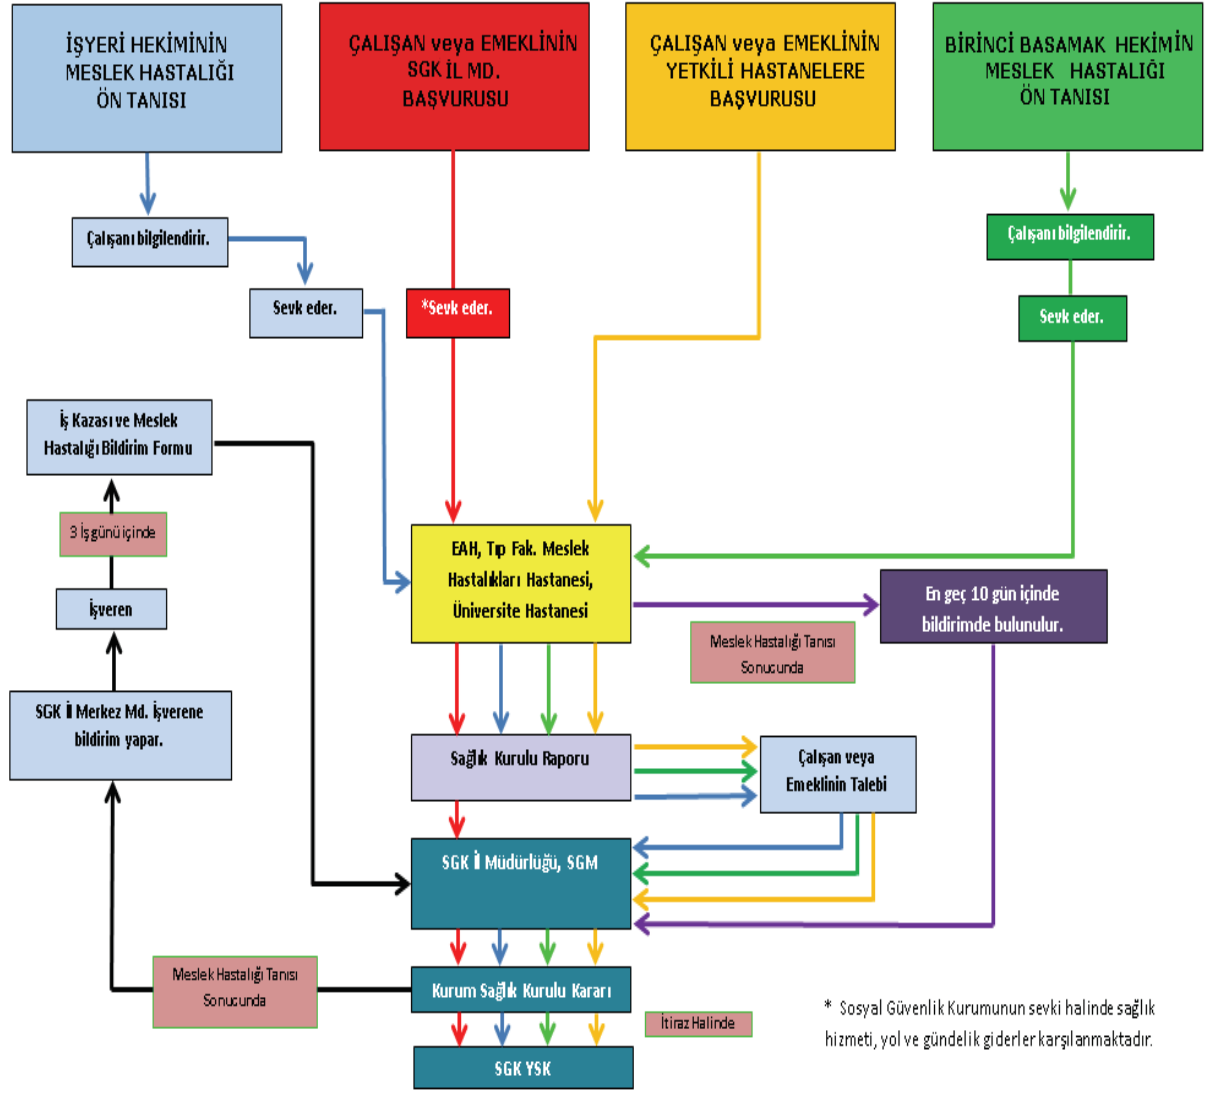 İŞYERİ HEKİMİNİN
MESLEK HASTALIĞI
ÖN TANISI
ÇALIŞAN veya EMEKLİNİN
SGK İL MD.
BAŞVURUSU
ÇALIŞAN veya EMEKLİNİN
YETKİLİ HASTANELERE
BAŞVURUSU
BİRİNCİ BASAMAK HEKİMİN
MESLEK HASTALIĞI
ÖN TANISI
Çalışanı bilgilendirir.
Çalışanı bilgilendirir.
Sevk eder.
*Sevk eder.
Sevk eder.
İş Kazası ve Meslek
Hastalığı Bildirim Formu
3 İş günü içinde
İşveren
SGK İl Merkez Md. İşverene
bildirim yapar.
EAH, Tıp Fak. Meslek
Hastalıkları Hastanesi,
Üniversite Hastanesi
En geç 10 gün içinde
bildirimde bulunulur.
Meslek Hastalığı Tanısı
Sonucunda
Sağlık Kurulu Raporu
Çalışan veya
Emeklinin Talebi
SGK İl Müdürlüğü, SGM
Meslek Hastalığı Tanısı
Sonucunda
Kurum Sağlık Kurulu Kararı
İtiraz Halinde
SGK YSK
* Sosyal Güvenlik Kurumunun sevki halinde sağlık
hizmeti, yol ve gündelik giderler karşılanmaktadır.